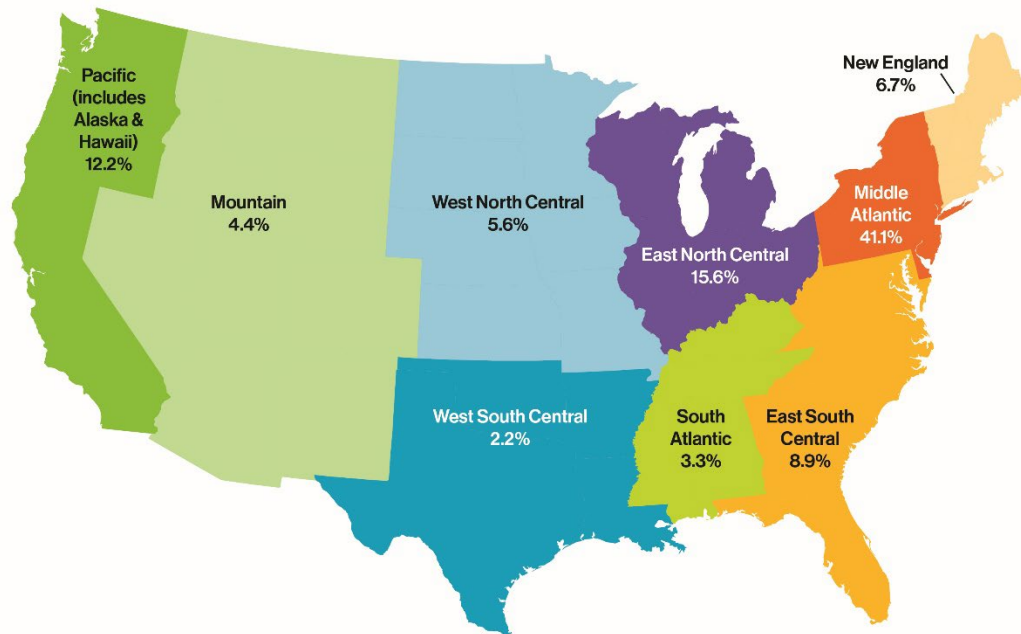 New England
6.7%
Pacific
(includes
Alaska &
Hawaii)
12.2%
Mountain
4.4%
West North Central
5.6%
Middle
Atlantic
41.1%
East North Central
15.6%
West South Central
2.2%
South
Atlantic
3.3%
East South
Central
8.9%